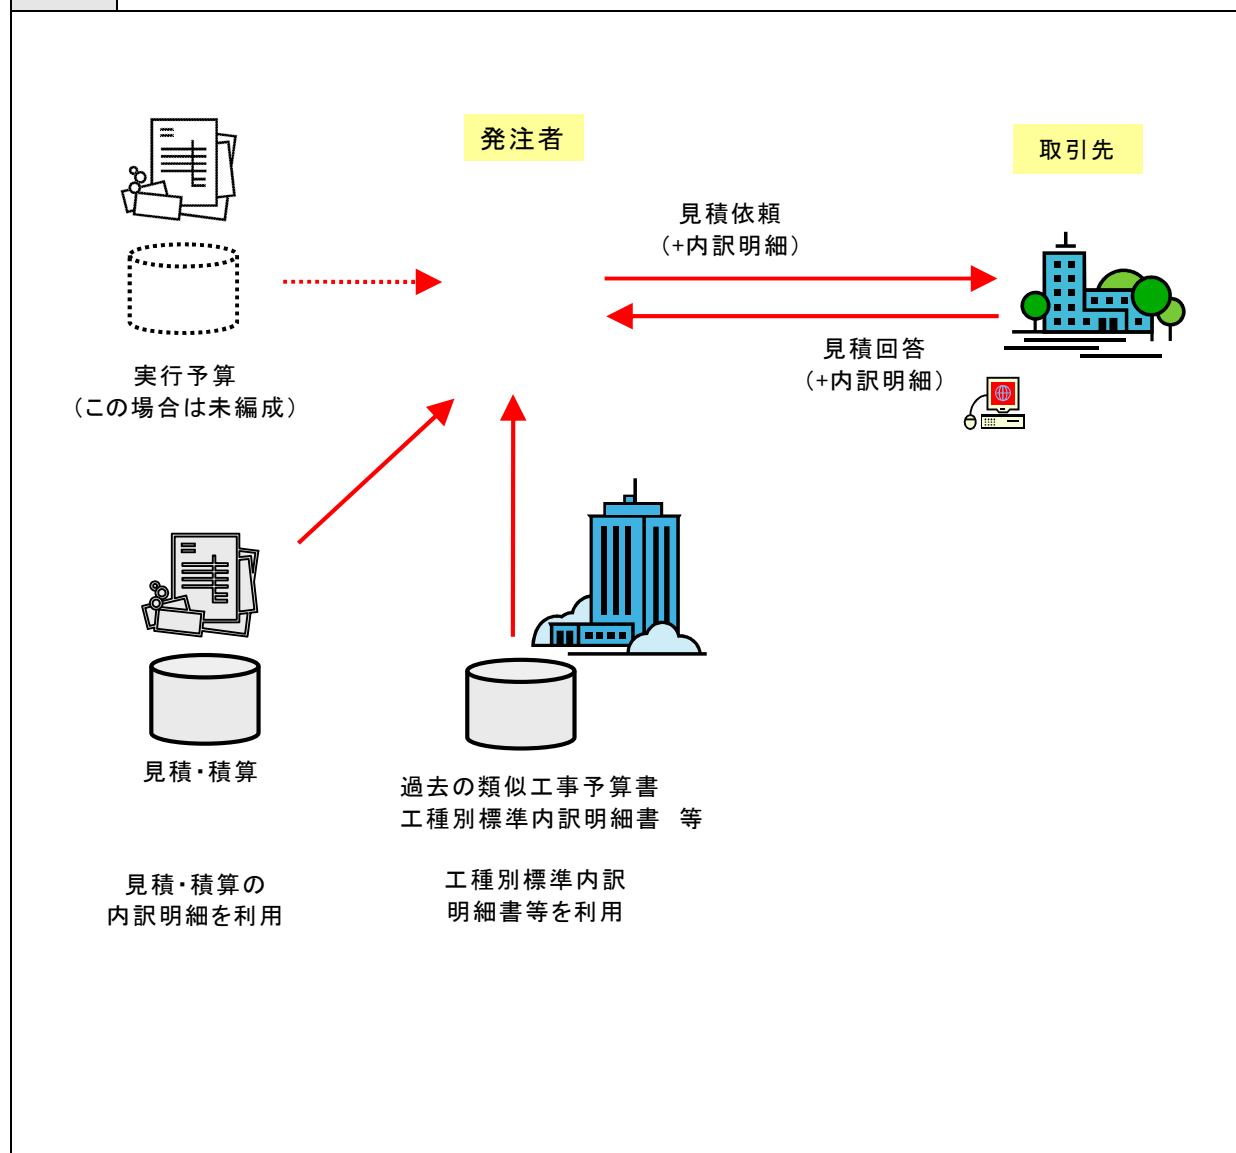 発注者
取引先
見積依頼
（+内訳明細）
見積回答
（+内訳明細）
実行予算
（この場合は未編成）
見積・積算
過去の類似工事予算書
工種別標準内訳明細書　等
見積・積算の
内訳明細を利用
工種別標準内訳
明細書等を利用